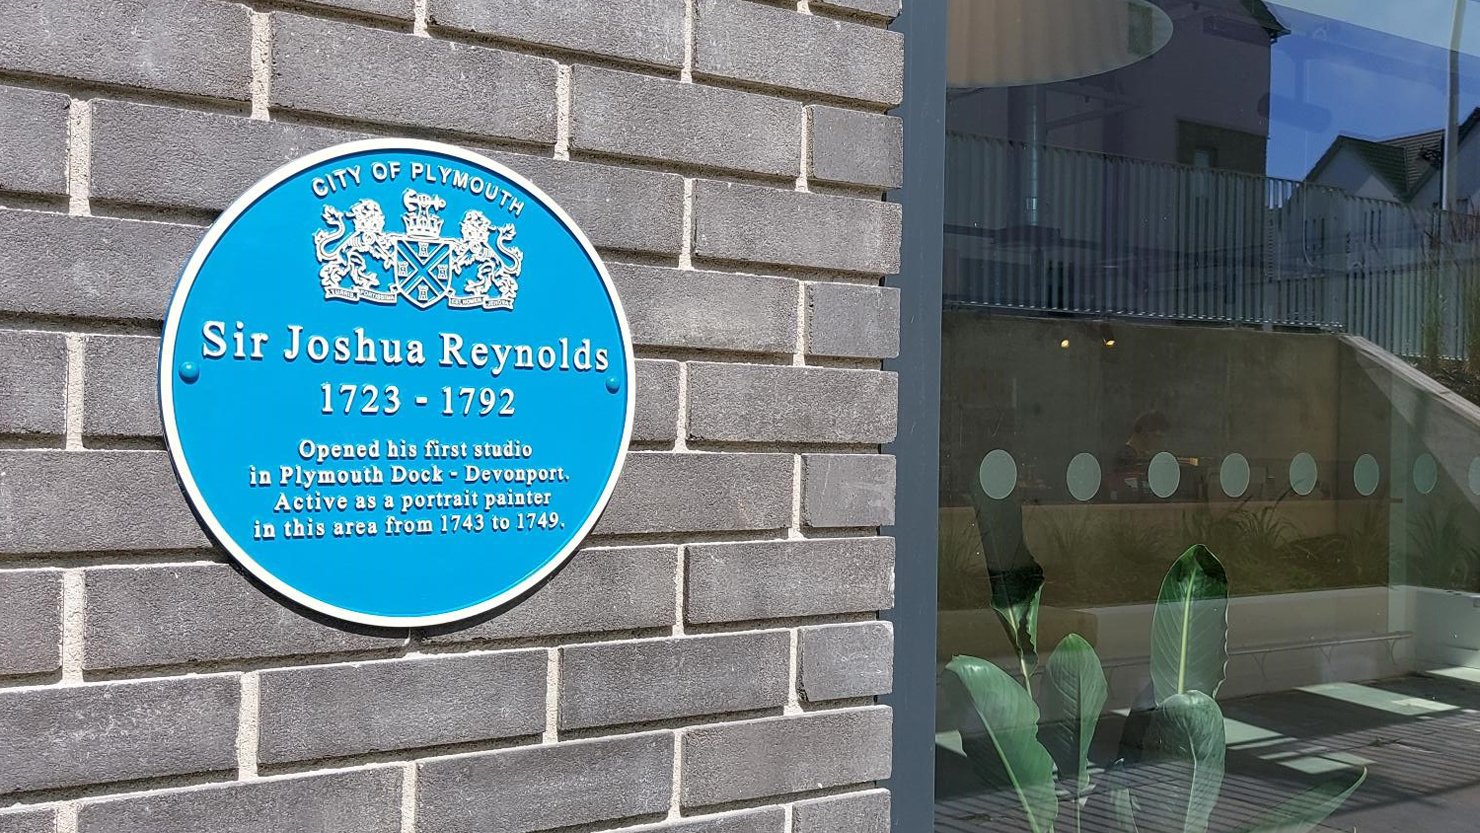 CITY OF PLYMOUTH
Sir Joshua Reynolds
1723 - 1792
Opened his first studio
in Plymouth Dock - Devonport.
Active as a portrait painter
in this area from 1743 to 1749.